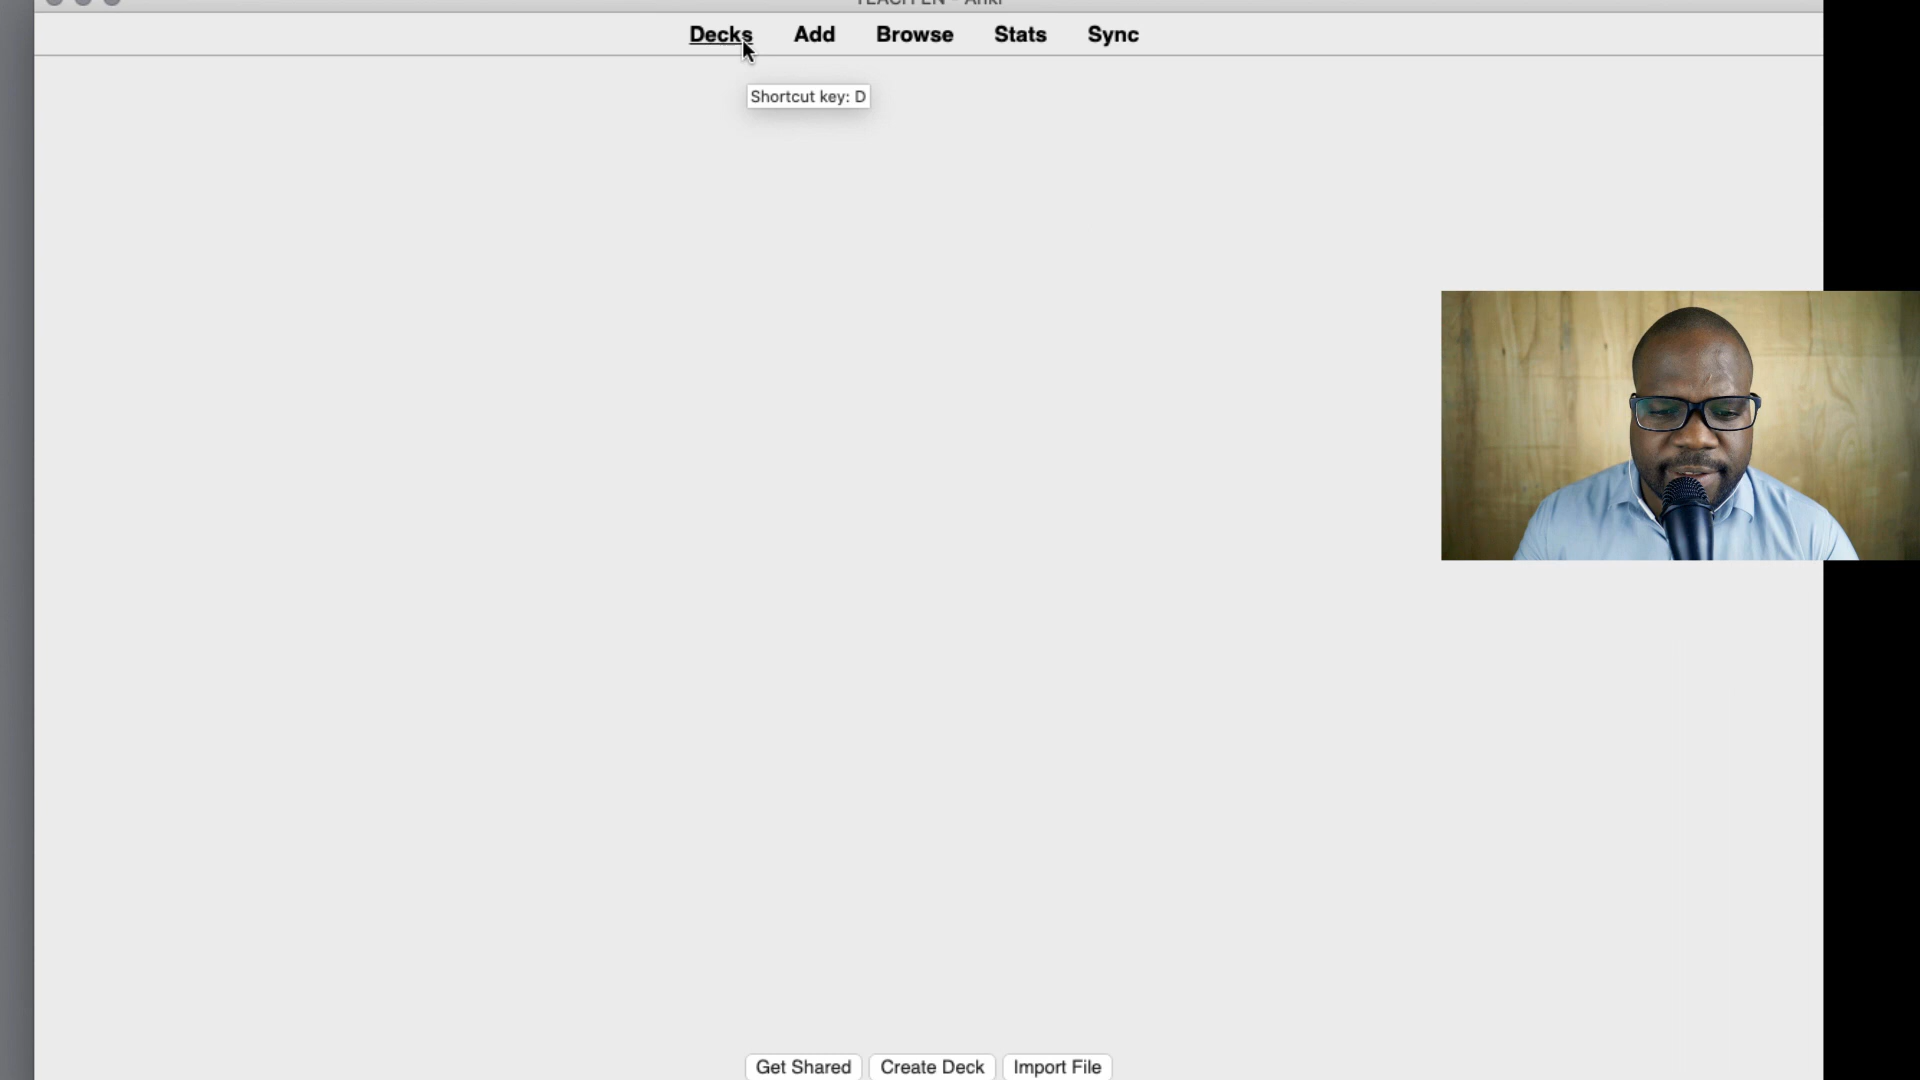 Decks Add Browse Stats Sync
Shortcut key: D
Get Shared Create Deck Import File